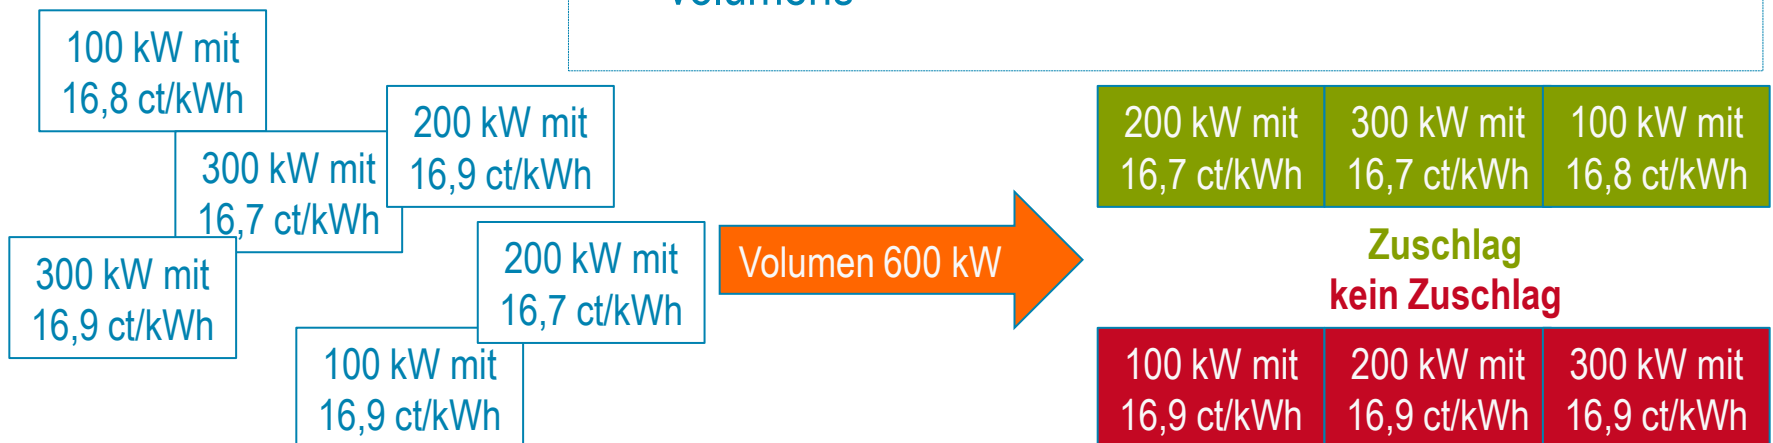 Volumens
100 kW mit
16,8 ct/kWh
300 kW mit
16,7 ct/kWh
200 kW mit
16,9 ct/kWh
300 kW mit
16,9 ct/kWh
200 kW mit
16,7 ct/kWh
100 kW mit
16,9 ct/kWh
Volumen 600 kW
200 kW mit
16,7 ct/kWh
300 kW mit
16,7 ct/kWh
100 kW mit
16,8 ct/kWh
Zuschlag
kein Zuschlag
100 kW mit
16,9 ct/kWh
200 kW mit
16,9 ct/kWh
300 kW mit
16,9 ct/kWh